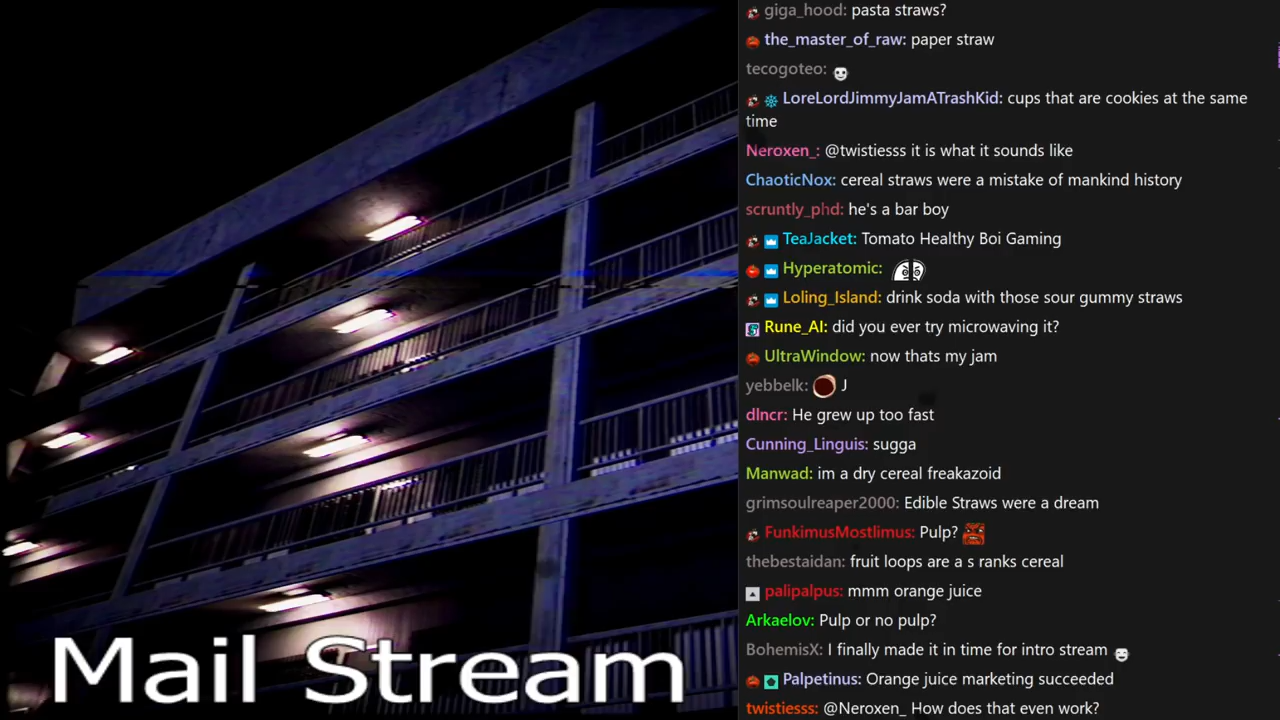 giga_hood: pasta straws?
the_master_of_raw: paper straw
tecogoteo:
LoreLordJimmyJamATrashKid: cups that are cookies at the same
time
Neroxen_: @twistiesss it is what it sounds like
ChaoticNox: cereal straws were a mistake of mankind history
scruntly_phd: he's a bar boy
TeaJacket: Tomato Healthy Boi Gaming
Hyperatomic:
Loling_Island: drink soda with those sour gummy straws
Rune_AI: did you ever try microwaving it?
UltraWindow: now thats my jam
yebbelk: J
dlncr: He grew up too fast
Cunning_Linguis: sugga
Manwad: im a dry cereal freakazoid
grimsoulreaper2000: Edible Straws were a dream
FunkimusMostlimus: Pulp?
thebestaidan: fruit loops are a s ranks cereal
palipalpus: mmm orange juice
Arkaelov: Pulp or no pulp?
BohemisX: I finally made it in time for intro stream
Palpetinus: Orange juice marketing succeeded
twistiesss: @Neroxen_ How does that even work?
Mail Stream